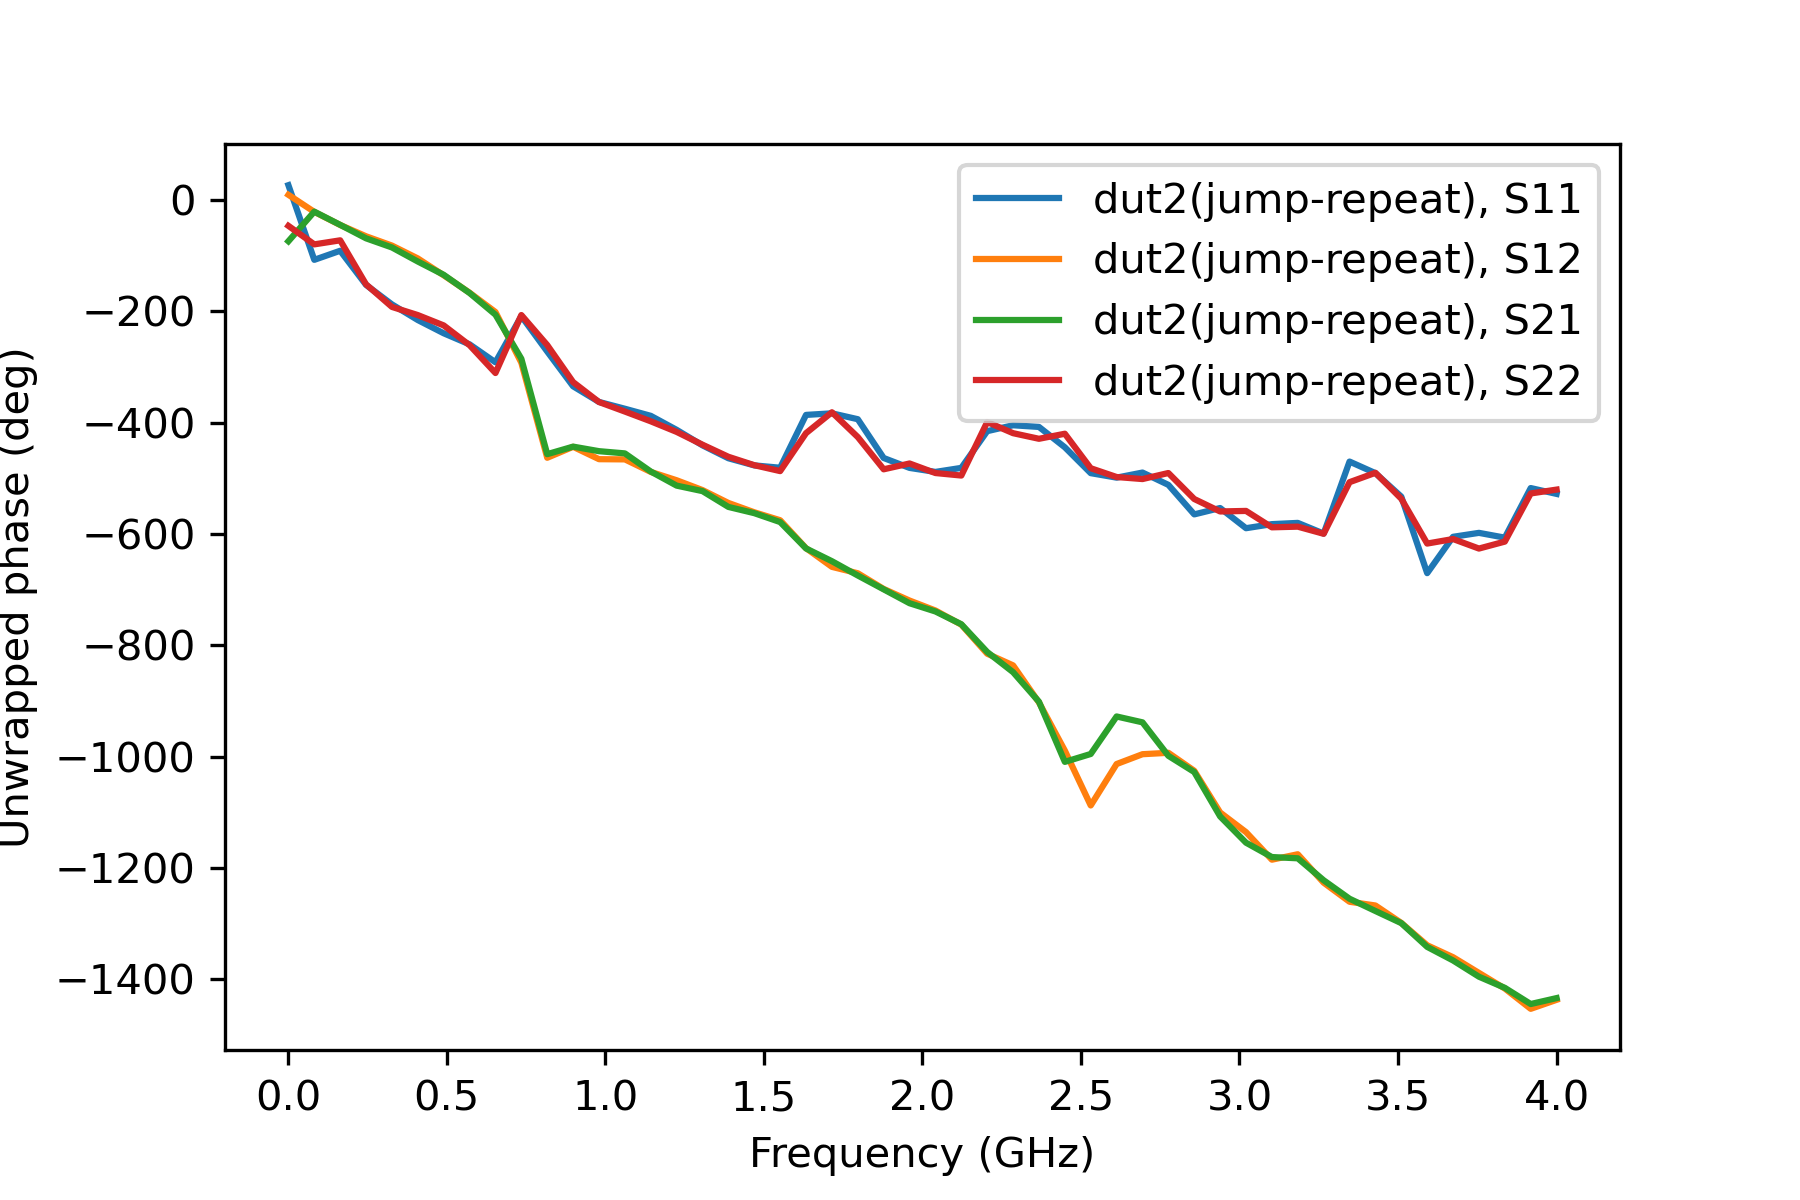 dut2(jump-repeat), S11
dut2(jump-repeat), S12
dut2(jump-repeat), S21
dut2(jump-repeat), S22
Unwrapped phase (deg)
0
−200
−400
−600
−800
−1000
−1200
−1400
0.0 0.5 1.0 1.5 2.0 2.5 3.0 3.5 4.0
Frequency (GHz)